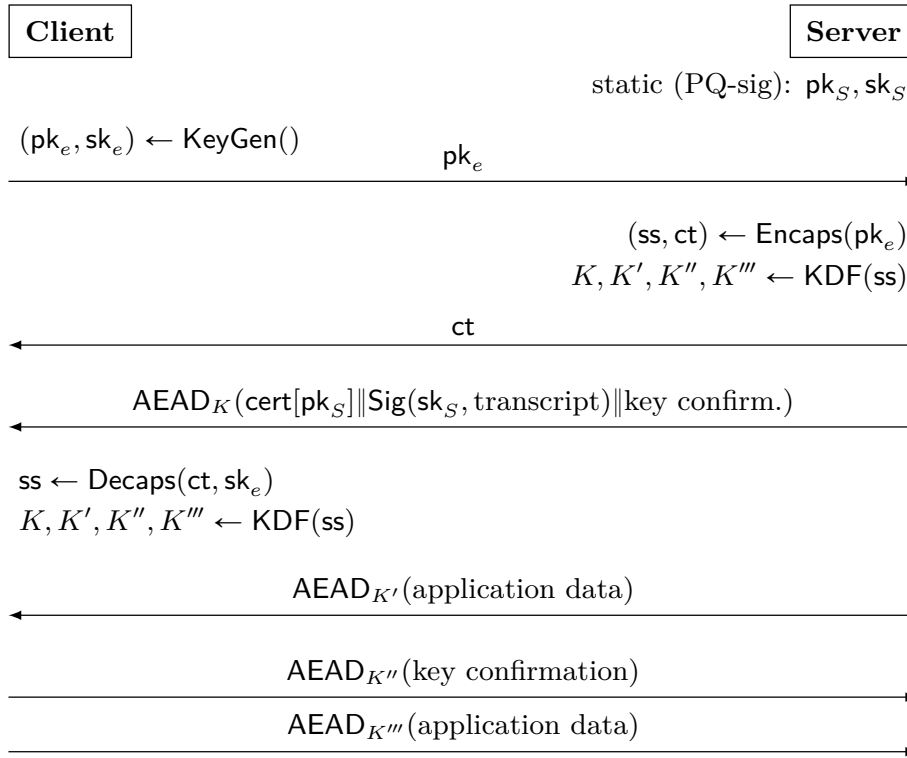 Client
Server
static (PQ-sig): pk_S, sk_S
(pk_e, sk_e) ← KeyGen()
pk_e
(ss, ct) ← Encaps(pk_e)
K, K′, K″, K‴ ← KDF(ss)
ct
AEAD_K(cert[pk_S]‖Sig(sk_S, transcript)‖key confirm.)
ss ← Decaps(ct, sk_e)
K, K′, K″, K‴ ← KDF(ss)
AEAD_K′(application data)
AEAD_K″(key confirmation)
AEAD_K‴(application data)